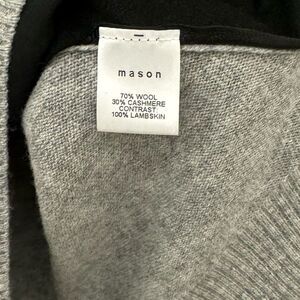 mason
70% WOOL
30% CASHMERE
CONTRAST
100% LAMBSKIN